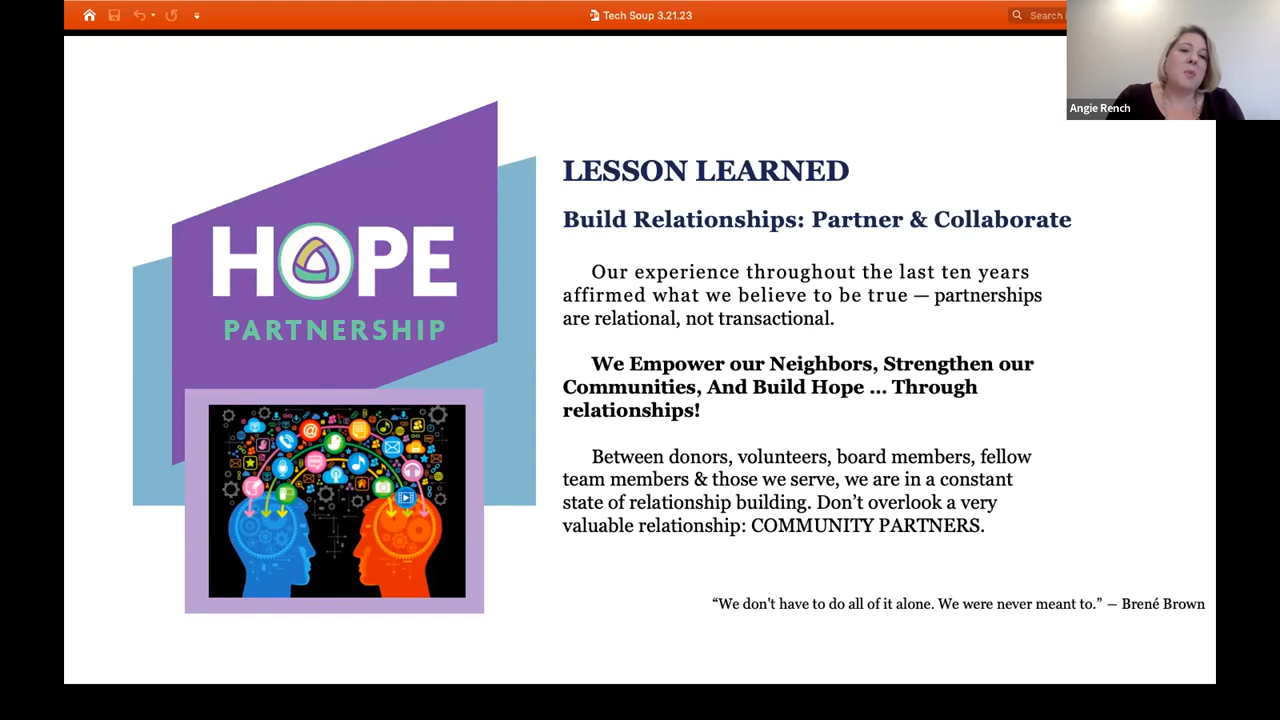 Tech Soup 3.21.23
Search
Angie Rench
HOPE
PARTNERSHIP
LESSON LEARNED
Build Relationships: Partner & Collaborate
Our experience throughout the last ten years
affirmed what we believe to be true — partnerships
are relational, not transactional.
We Empower our Neighbors, Strengthen our
Communities, And Build Hope ... Through
relationships!
Between donors, volunteers, board members, fellow
team members & those we serve, we are in a constant
state of relationship building. Don’t overlook a very
valuable relationship: COMMUNITY PARTNERS.
“We don't have to do all of it alone. We were never meant to.” — Brené Brown